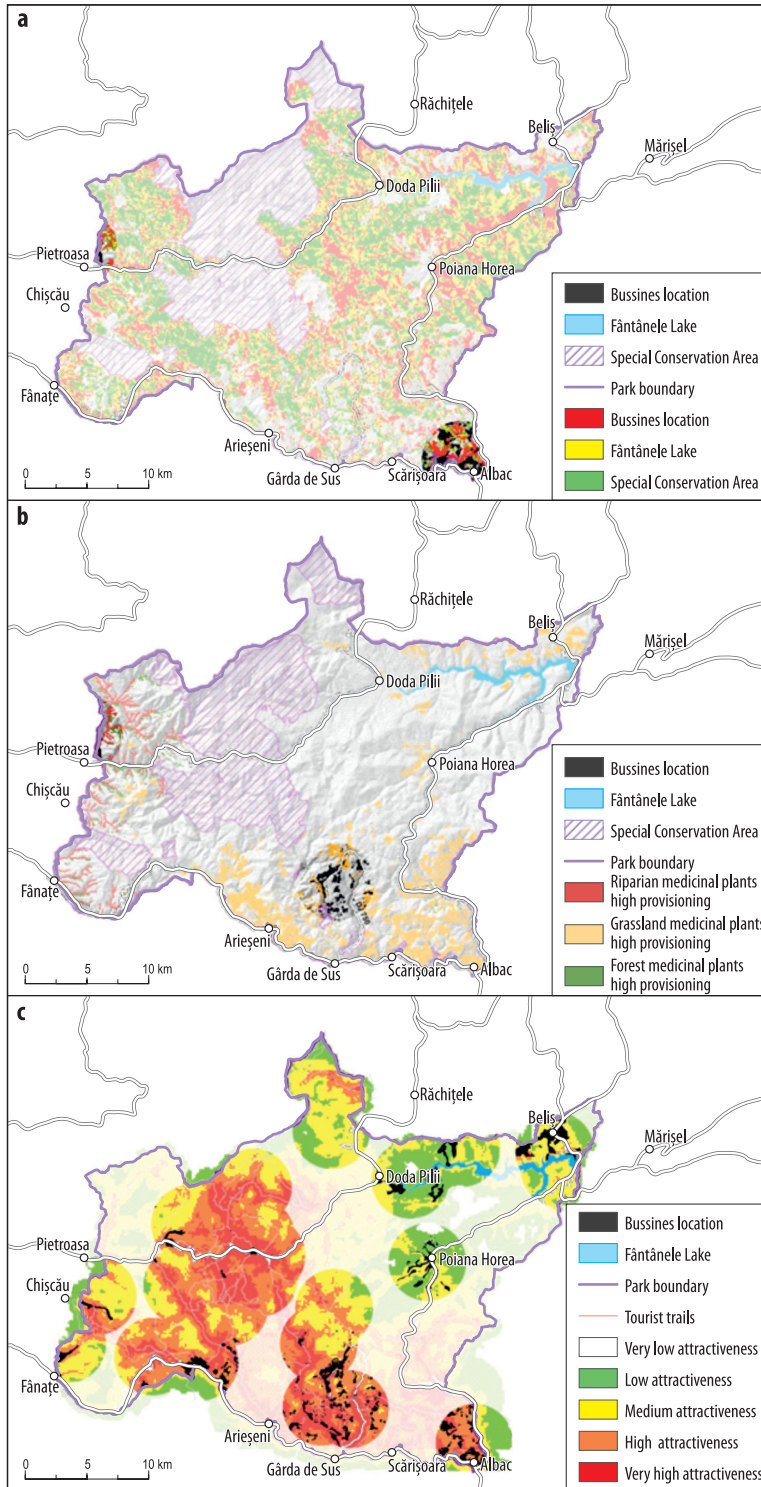 a
Răchițele
Beliș
Mărișel
Doda Pilii
Pietroasa
Poiana Horea
Chișcău
Fânațe
Arieșeni
Gârda de Sus
Scărișoara
Albac
0 5 10 km
Bussines location
Fântânele Lake
Special Conservation Area
Park boundary
Bussines location
Fântânele Lake
Special Conservation Area
b
Răchițele
Beliș
Mărișel
Doda Pilii
Pietroasa
Poiana Horea
Chișcău
Fânațe
Arieșeni
Gârda de Sus
Scărișoara
Albac
0 5 10 km
Bussines location
Fântânele Lake
Special Conservation Area
Park boundary
Riparian medicinal plants
high provisioning
Grassland medicinal plants
high provisioning
Forest medicinal plants
high provisioning
c
Răchițele
Beliș
Mărișel
Doda Pilii
Pietroasa
Poiana Horea
Chișcău
Fânațe
Arieșeni
Gârda de Sus
Scărișoara
Albac
0 5 10 km
Bussines location
Fântânele Lake
Park boundary
Tourist trails
Very low attractiveness
Low attractiveness
Medium attractiveness
High attractiveness
Very high attractiveness